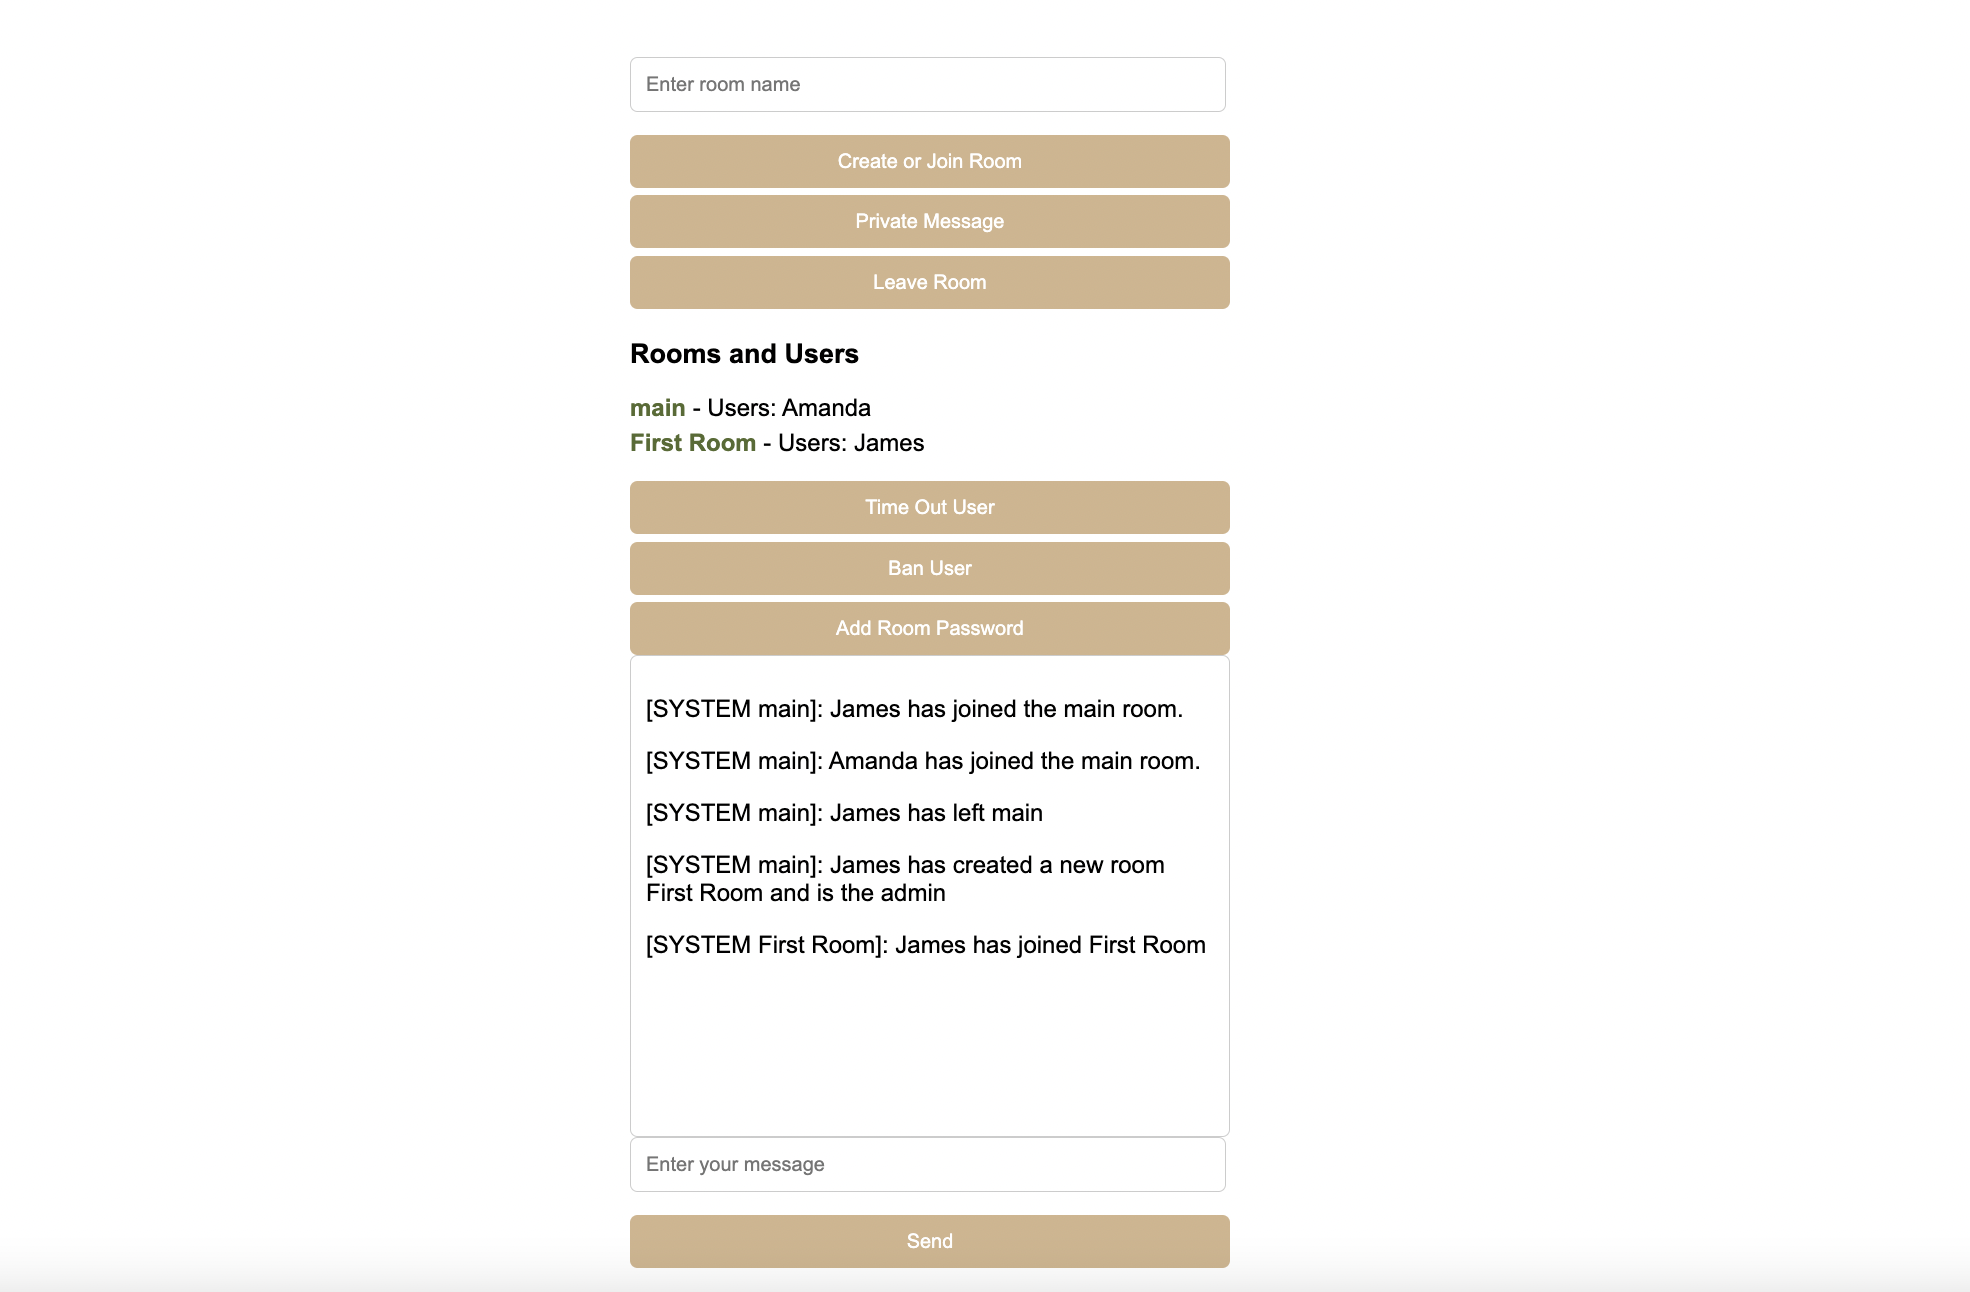 Enter room name
Create or Join Room
Private Message
Leave Room
Rooms and Users
main - Users: Amanda
First Room - Users: James
Time Out User
Ban User
Add Room Password
[SYSTEM main]: James has joined the main room.
[SYSTEM main]: Amanda has joined the main room.
[SYSTEM main]: James has left main
[SYSTEM main]: James has created a new room
First Room and is the admin
[SYSTEM First Room]: James has joined First Room
Enter your message
Send